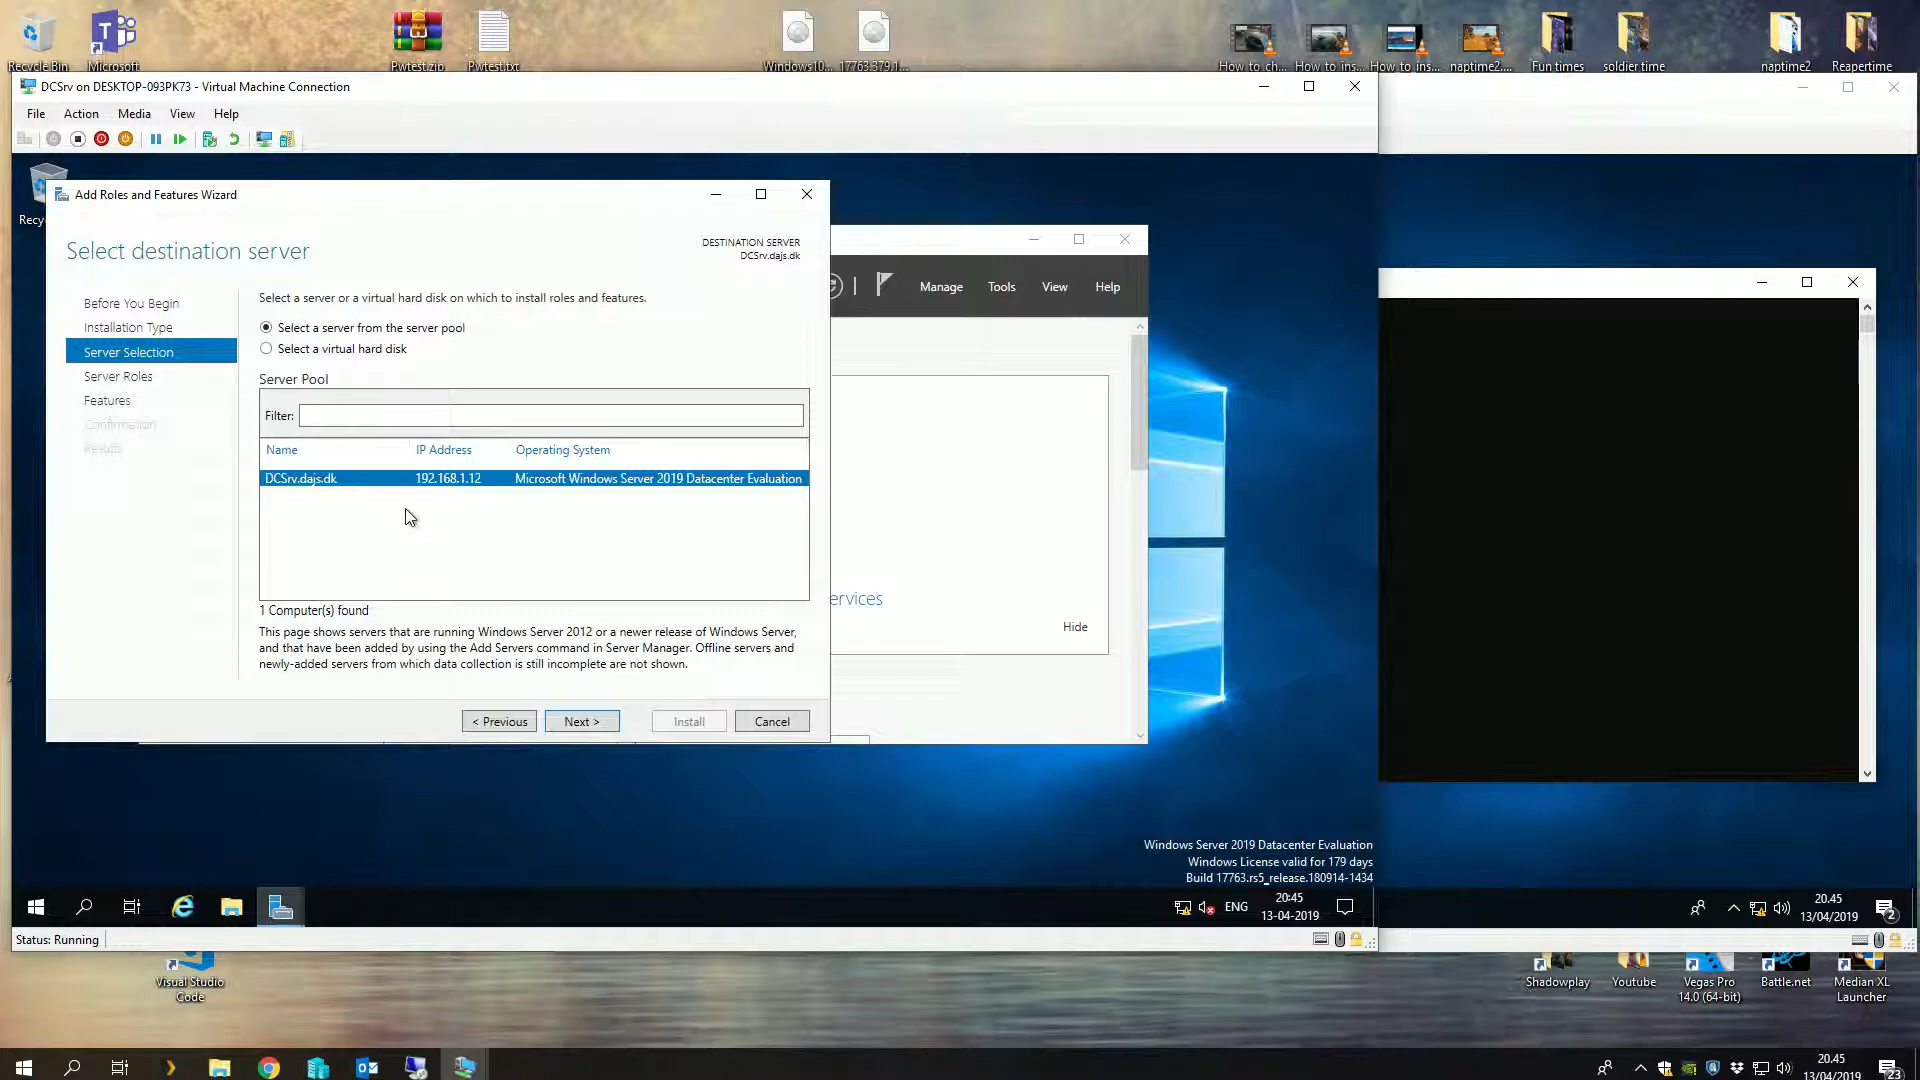 Recycle Bin
Microsoft
Pwtest.zip
Pwtest.txt
Windows10...
17763.379.1...
How_to_ch...
How_to_ins...
How_to_ins...
naptime2....
Fun times
soldier time
naptime2
Reapertime
DCSrv on DESKTOP-093PK73 - Virtual Machine Connection
File
Action
Media
View
Help
Recy
Add Roles and Features Wizard
Select destination server
DESTINATION SERVER
DCSrv.dajs.dk
Before You Begin
Installation Type
Server Selection
Server Roles
Features
Confirmation
Results
Select a server or a virtual hard disk on which to install roles and features.
Select a server from the server pool
Select a virtual hard disk
Server Pool
Filter:
Name
IP Address
Operating System
DCSrv.dajs.dk
192.168.1.12
Microsoft Windows Server 2019 Datacenter Evaluation
1 Computer(s) found
This page shows servers that are running Windows Server 2012 or a newer release of Windows Server,
and that have been added by using the Add Servers command in Server Manager. Offline servers and
newly-added servers from which data collection is still incomplete are not shown.
< Previous
Next >
Install
Cancel
Manage
Tools
View
Help
ervices
Hide
Windows Server 2019 Datacenter Evaluation
Windows License valid for 179 days
Build 17763.rs5_release.180914-1434
ENG
20:45
13-04-2019
20.45
13/04/2019
2
Status: Running
Visual Studio
Code
Shadowplay
Youtube
Vegas Pro
14.0 (64-bit)
Battle.net
Median XL
Launcher
20.45
13/04/2019
23